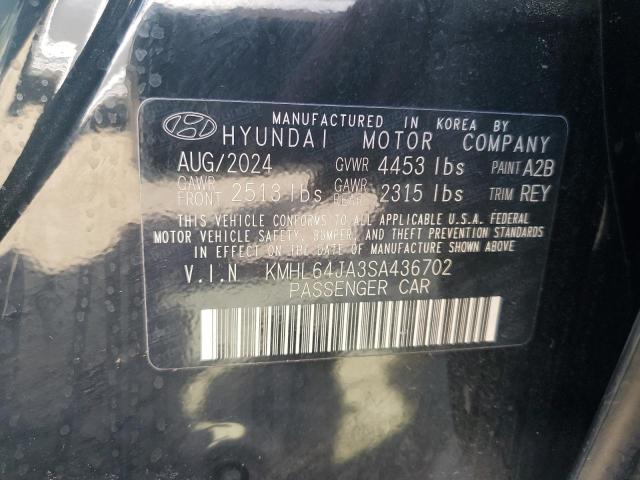 MANUFACTURED IN KOREA BY
HYUNDAI MOTOR COMPANY
AUG/2024 GVWR 4453 lbs PAINT A2B
GAWR FRONT 2513 lbs GAWR REAR 2315 lbs TRIM REY
THIS VEHICLE CONFORMS TO ALL APPLICABLE U.S.A. FEDERAL
MOTOR VEHICLE SAFETY, BUMPER, AND THEFT PREVENTION STANDARDS
IN EFFECT ON THE DATE OF MANUFACTURE SHOWN ABOVE.
V.I.N KMHL64JA3SA436702
PASSENGER CAR